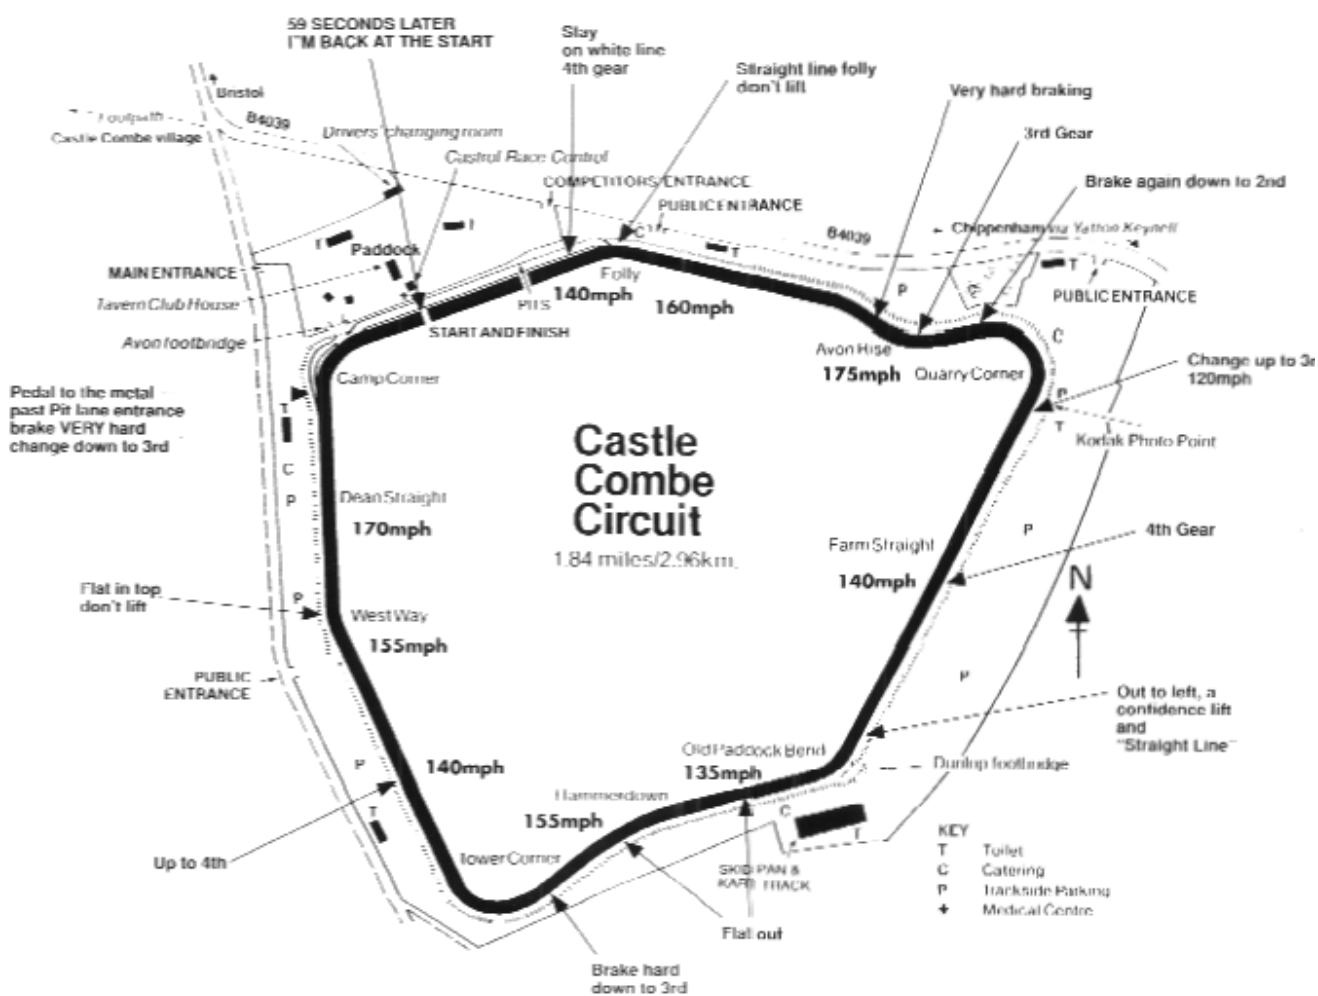 59 SECONDS LATER
I'M BACK AT THE START
Stay
on white line
4th gear
Straight line folly
don't lift
Very hard braking
3rd Gear
Brake again down to 2nd
Bristol
B4039
Footpath
Castle Combe village
Drivers' changing room
Castrol Race Control
COMPETITORS' ENTRANCE
PUBLIC ENTRANCE
C
T
B4039
Chippenham via Yatton Keynell
T
T
Paddock
T
P
T
PUBLIC ENTRANCE
MAIN ENTRANCE
Tavern Club House
Avon footbridge
PITS
START AND FINISH
Folly
140mph
160mph
Avon Rise
175mph
Quarry Corner
C
Change up to 3r
120mph
P
T
Kodak Photo Point
Camp Corner
Pedal to the metal
past Pit lane entrance
brake VERY hard
change down to 3rd
T
C
P
Castle
Combe
Circuit
1.84 miles/2.96km.
Dean Straight
170mph
Farm Straight
140mph
P
4th Gear
N
Flat in top
don't lift
P
West Way
155mph
PUBLIC
ENTRANCE
P
Out to left, a
confidence lift
and
"Straight Line"
Old Paddock Bend
135mph
Dunlop footbridge
P
140mph
T
Hammerdown
155mph
C
T
Up to 4th
Tower Corner
SKID PAN &
KART TRACK
Flat out
Brake hard
down to 3rd
KEY
T Toilet
C Catering
P Trackside Parking
+ Medical Centre